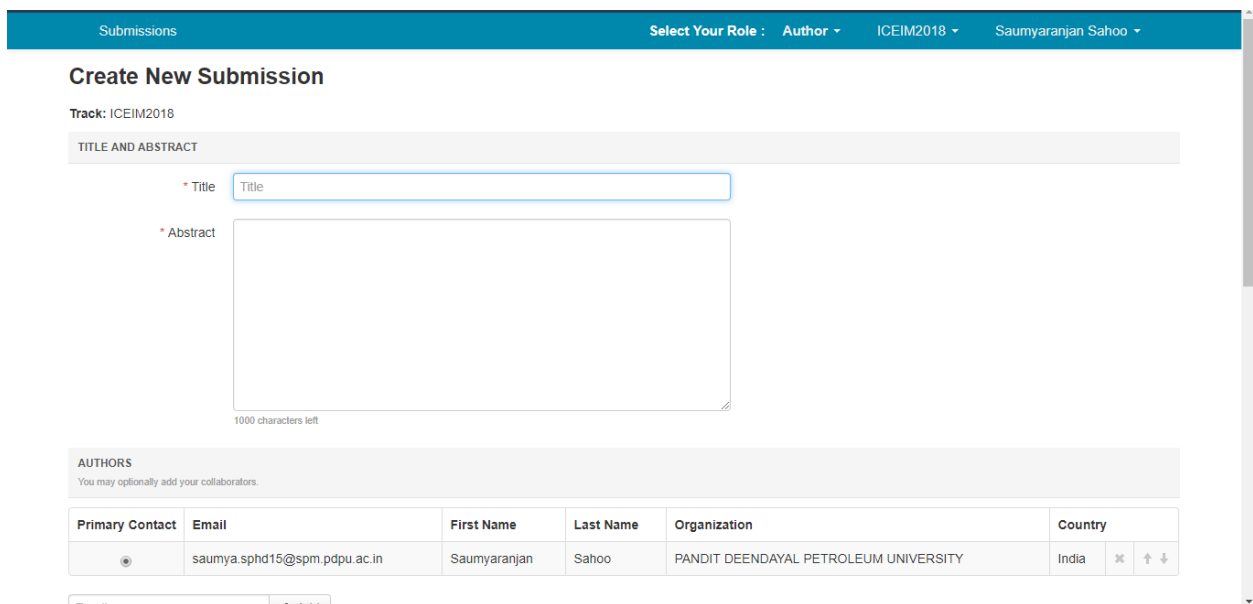 Submissions Select Your Role : Author ICEIM2018 Saumyaranjan Sahoo
Create New Submission
Track: ICEIM2018
TITLE AND ABSTRACT
* Title Title
* Abstract
1000 characters left
AUTHORS
You may optionally add your collaborators.
Primary Contact Email First Name Last Name Organization Country
saumya.sphd15@spm.pdpu.ac.in Saumyaranjan Sahoo PANDIT DEENDAYAL PETROLEUM UNIVERSITY India